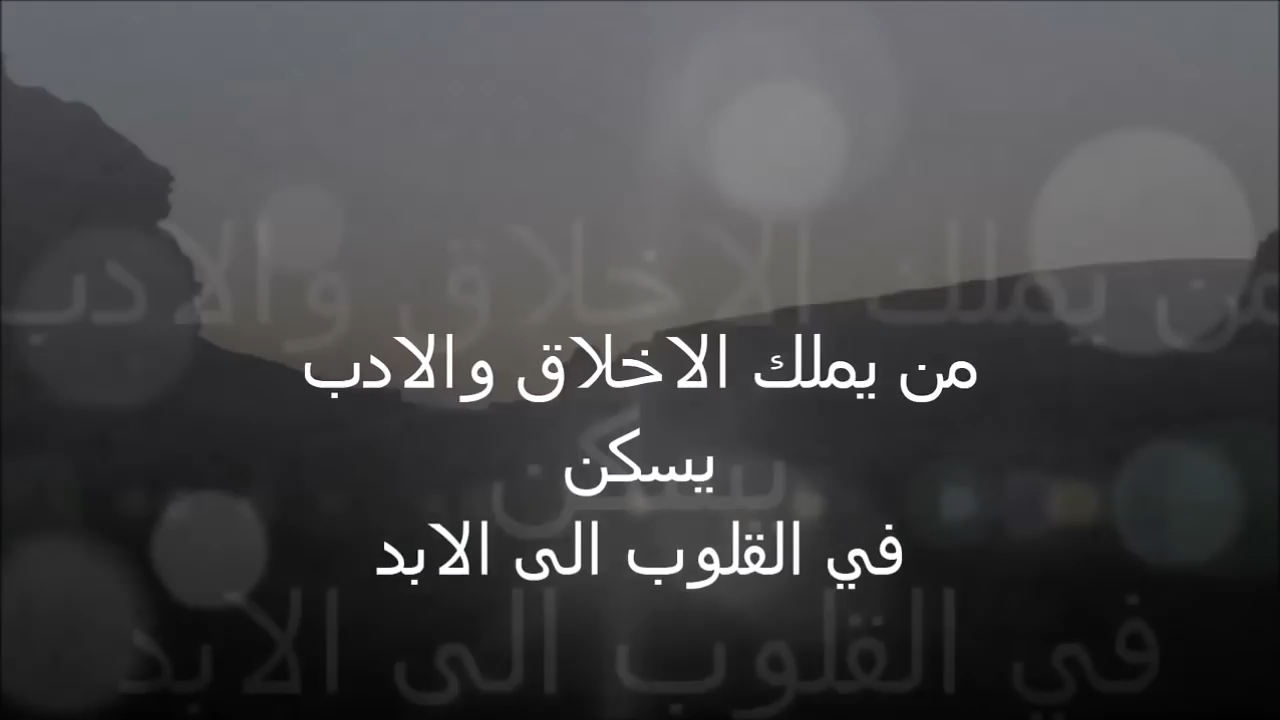 من يملك الاخلاق والادب
يسكن
في القلوب الى الابد